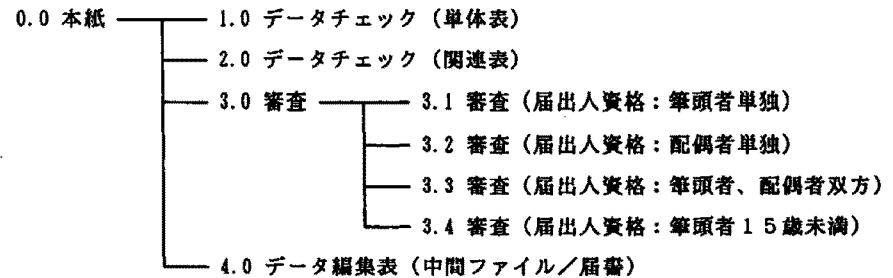 0.0 本紙 1.0 データチェック（単体表）
2.0 データチェック（関連表）
3.0 審査 3.1 審査（届出人資格：筆頭者単独）
3.2 審査（届出人資格：配偶者単独）
3.3 審査（届出人資格：筆頭者、配偶者双方）
3.4 審査（届出人資格：筆頭者１５歳未満）
4.0 データ編集表（中間ファイル／届書）